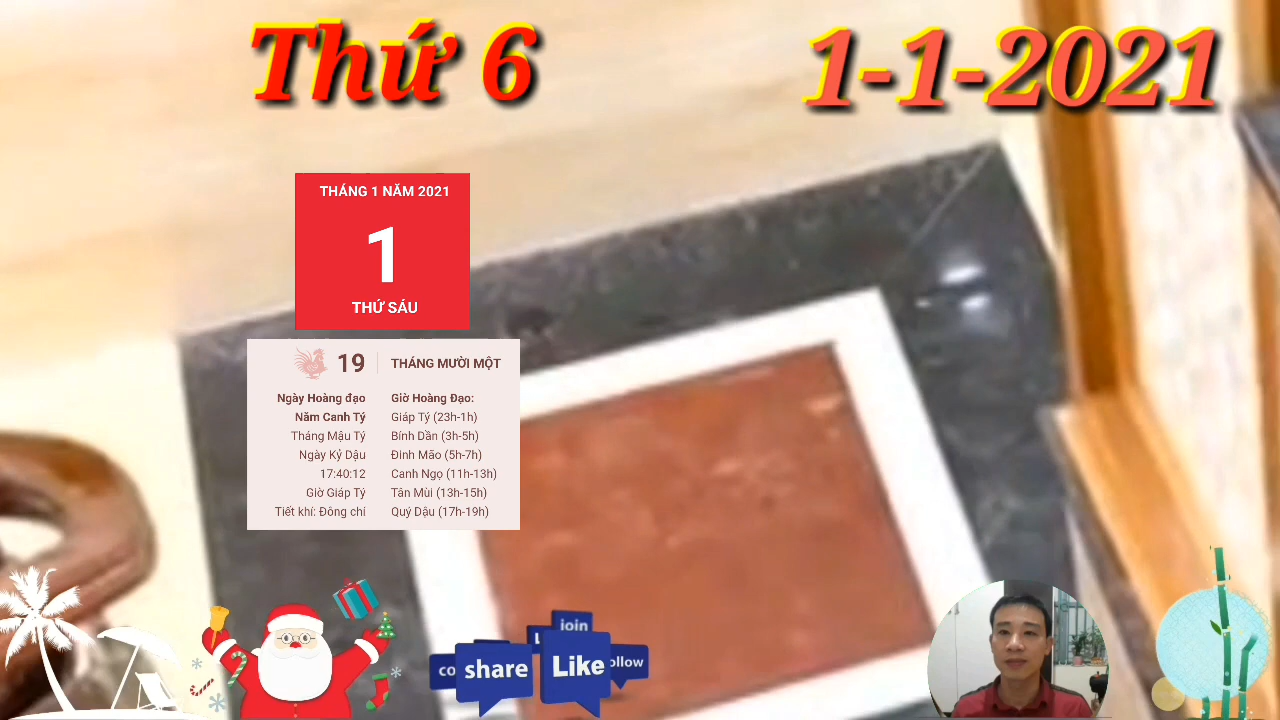 Thứ 6
1-1-2021
THÁNG 1 NĂM 2021
1
THỨ SÁU
19
THÁNG MƯỜI MỘT
Ngày Hoàng đạo
Năm Canh Tý
Tháng Mậu Tý
Ngày Kỷ Dậu
17:40:12
Giờ Giáp Tý
Tiết khí: Đông chí
Giờ Hoàng Đạo:
Giáp Tý (23h-1h)
Bính Dần (3h-5h)
Đinh Mão (5h-7h)
Canh Ngọ (11h-13h)
Tân Mùi (13h-15h)
Quý Dậu (17h-19h)
join
L
co
share
Like
ollow